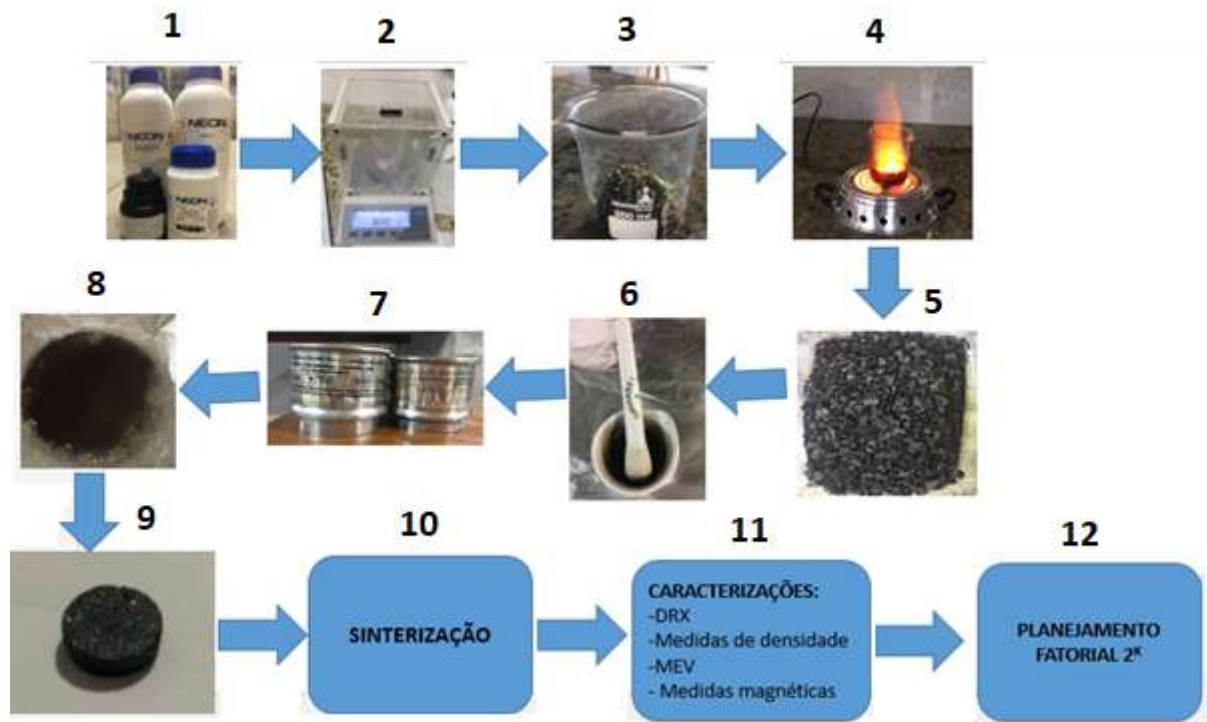 1
2
3
4
NEON
NEON
NEON
8
7
6
5
9
10
11
12
SINTERIZAÇÃO
CARACTERIZAÇÕES:
-DRX
-Medidas de densidade
-MEV
- Medidas magnéticas
PLANEJAMENTO
FATORIAL 2ᴷ